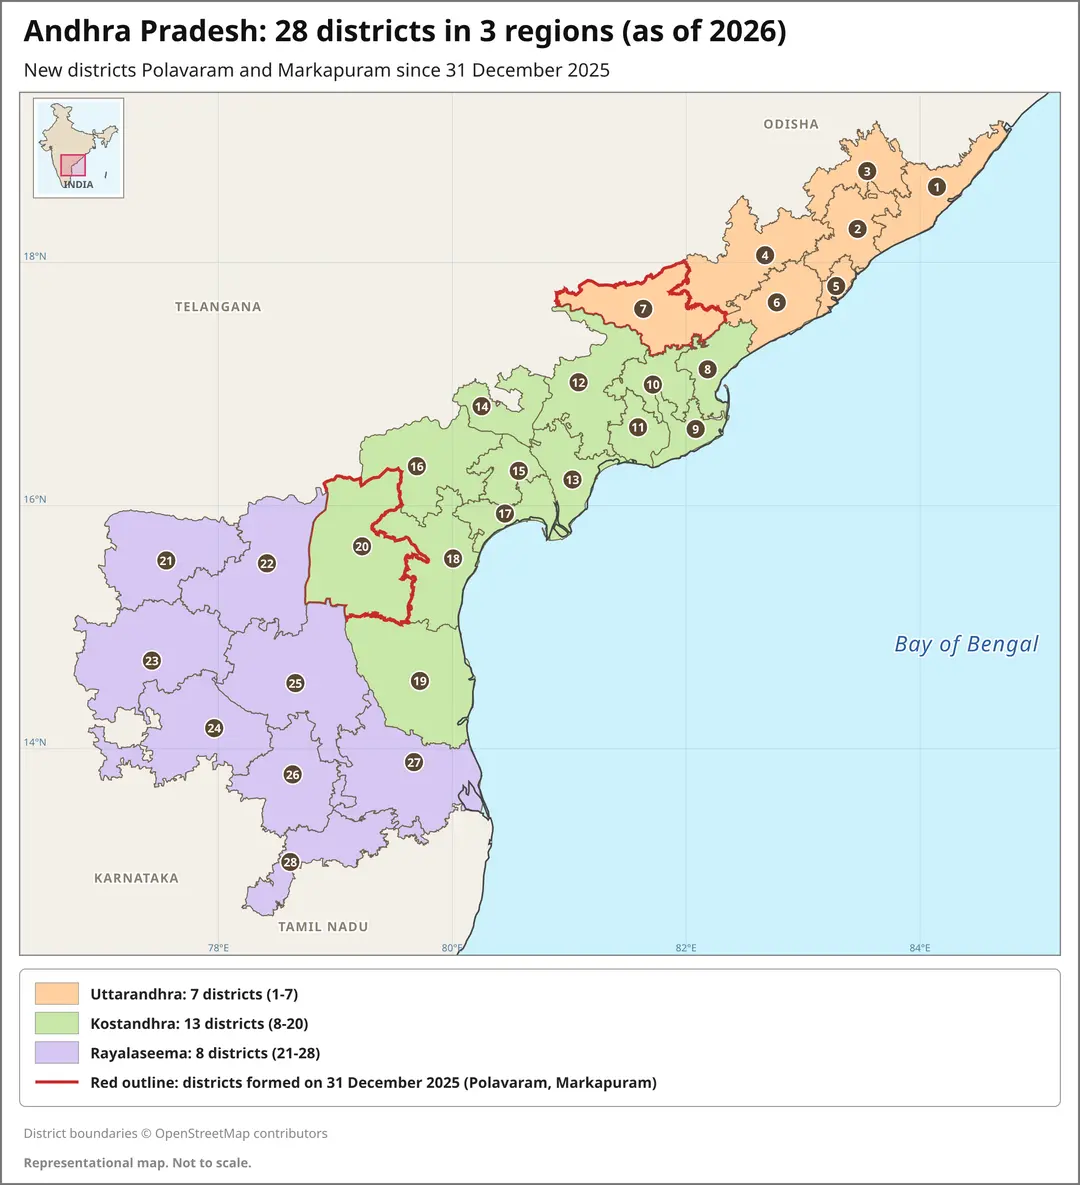 Andhra Pradesh: 28 districts in 3 regions (as of 2026)
New districts Polavaram and Markapuram since 31 December 2025
INDIA
ODISHA
3
1
2
18°N
4
5
6
TELANGANA
7
8
12
10
14
11
9
16
15
13
16°N
17
20
18
21
22
Bay of Bengal
23
19
25
24
14°N
27
26
28
KARNATAKA
TAMIL NADU
78°E
80°E
82°E
84°E
Uttarandhra: 7 districts (1-7)
Kostandhra: 13 districts (8-20)
Rayalaseema: 8 districts (21-28)
Red outline: districts formed on 31 December 2025 (Polavaram, Markapuram)
District boundaries © OpenStreetMap contributors
Representational map. Not to scale.